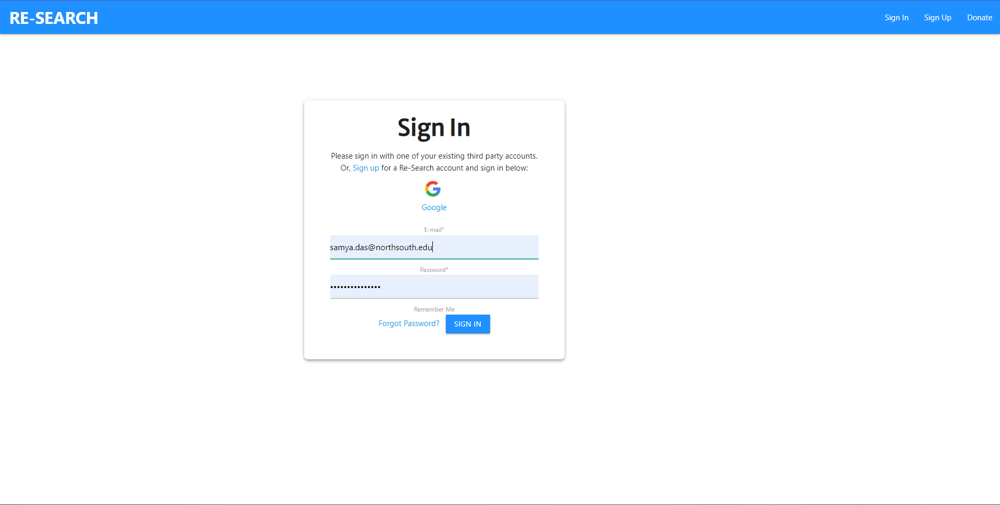 RE-SEARCH
Sign In Sign Up Donate
Sign In
Please sign in with one of your existing third party accounts.
Or, Sign up for a Re-Search account and sign in below:
Google
E-mail*
samya.das@northsouth.edu
Password*
•••••••••••••••
Remember Me
Forgot Password? SIGN IN